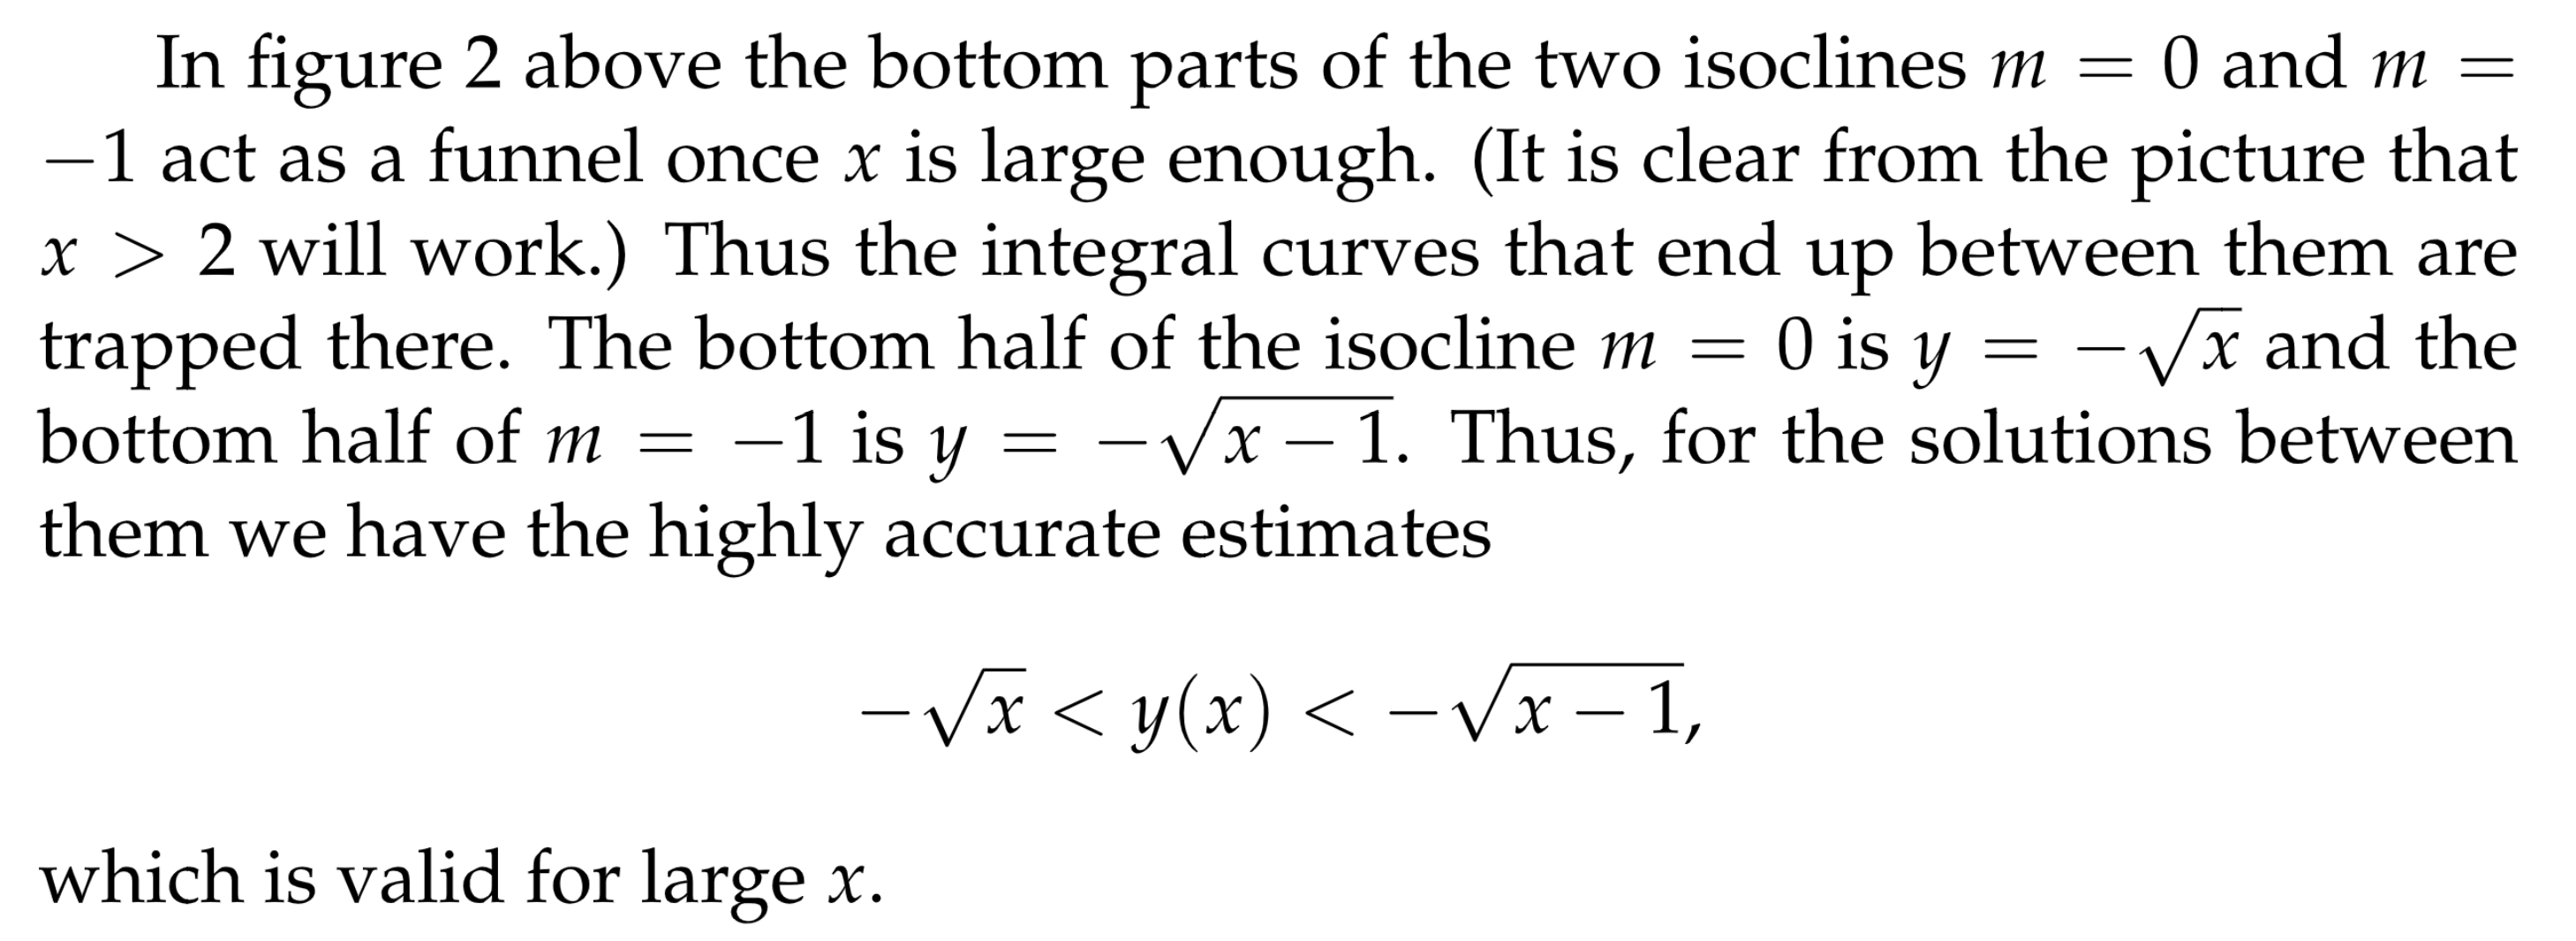 In figure 2 above the bottom parts of the two isoclines m = 0 and m =
−1 act as a funnel once x is large enough. (It is clear from the picture that
x > 2 will work.) Thus the integral curves that end up between them are
trapped there. The bottom half of the isocline m = 0 is y = −√x and the
bottom half of m = −1 is y = −√(x − 1). Thus, for the solutions between
them we have the highly accurate estimates
−√x < y(x) < −√(x − 1),
which is valid for large x.